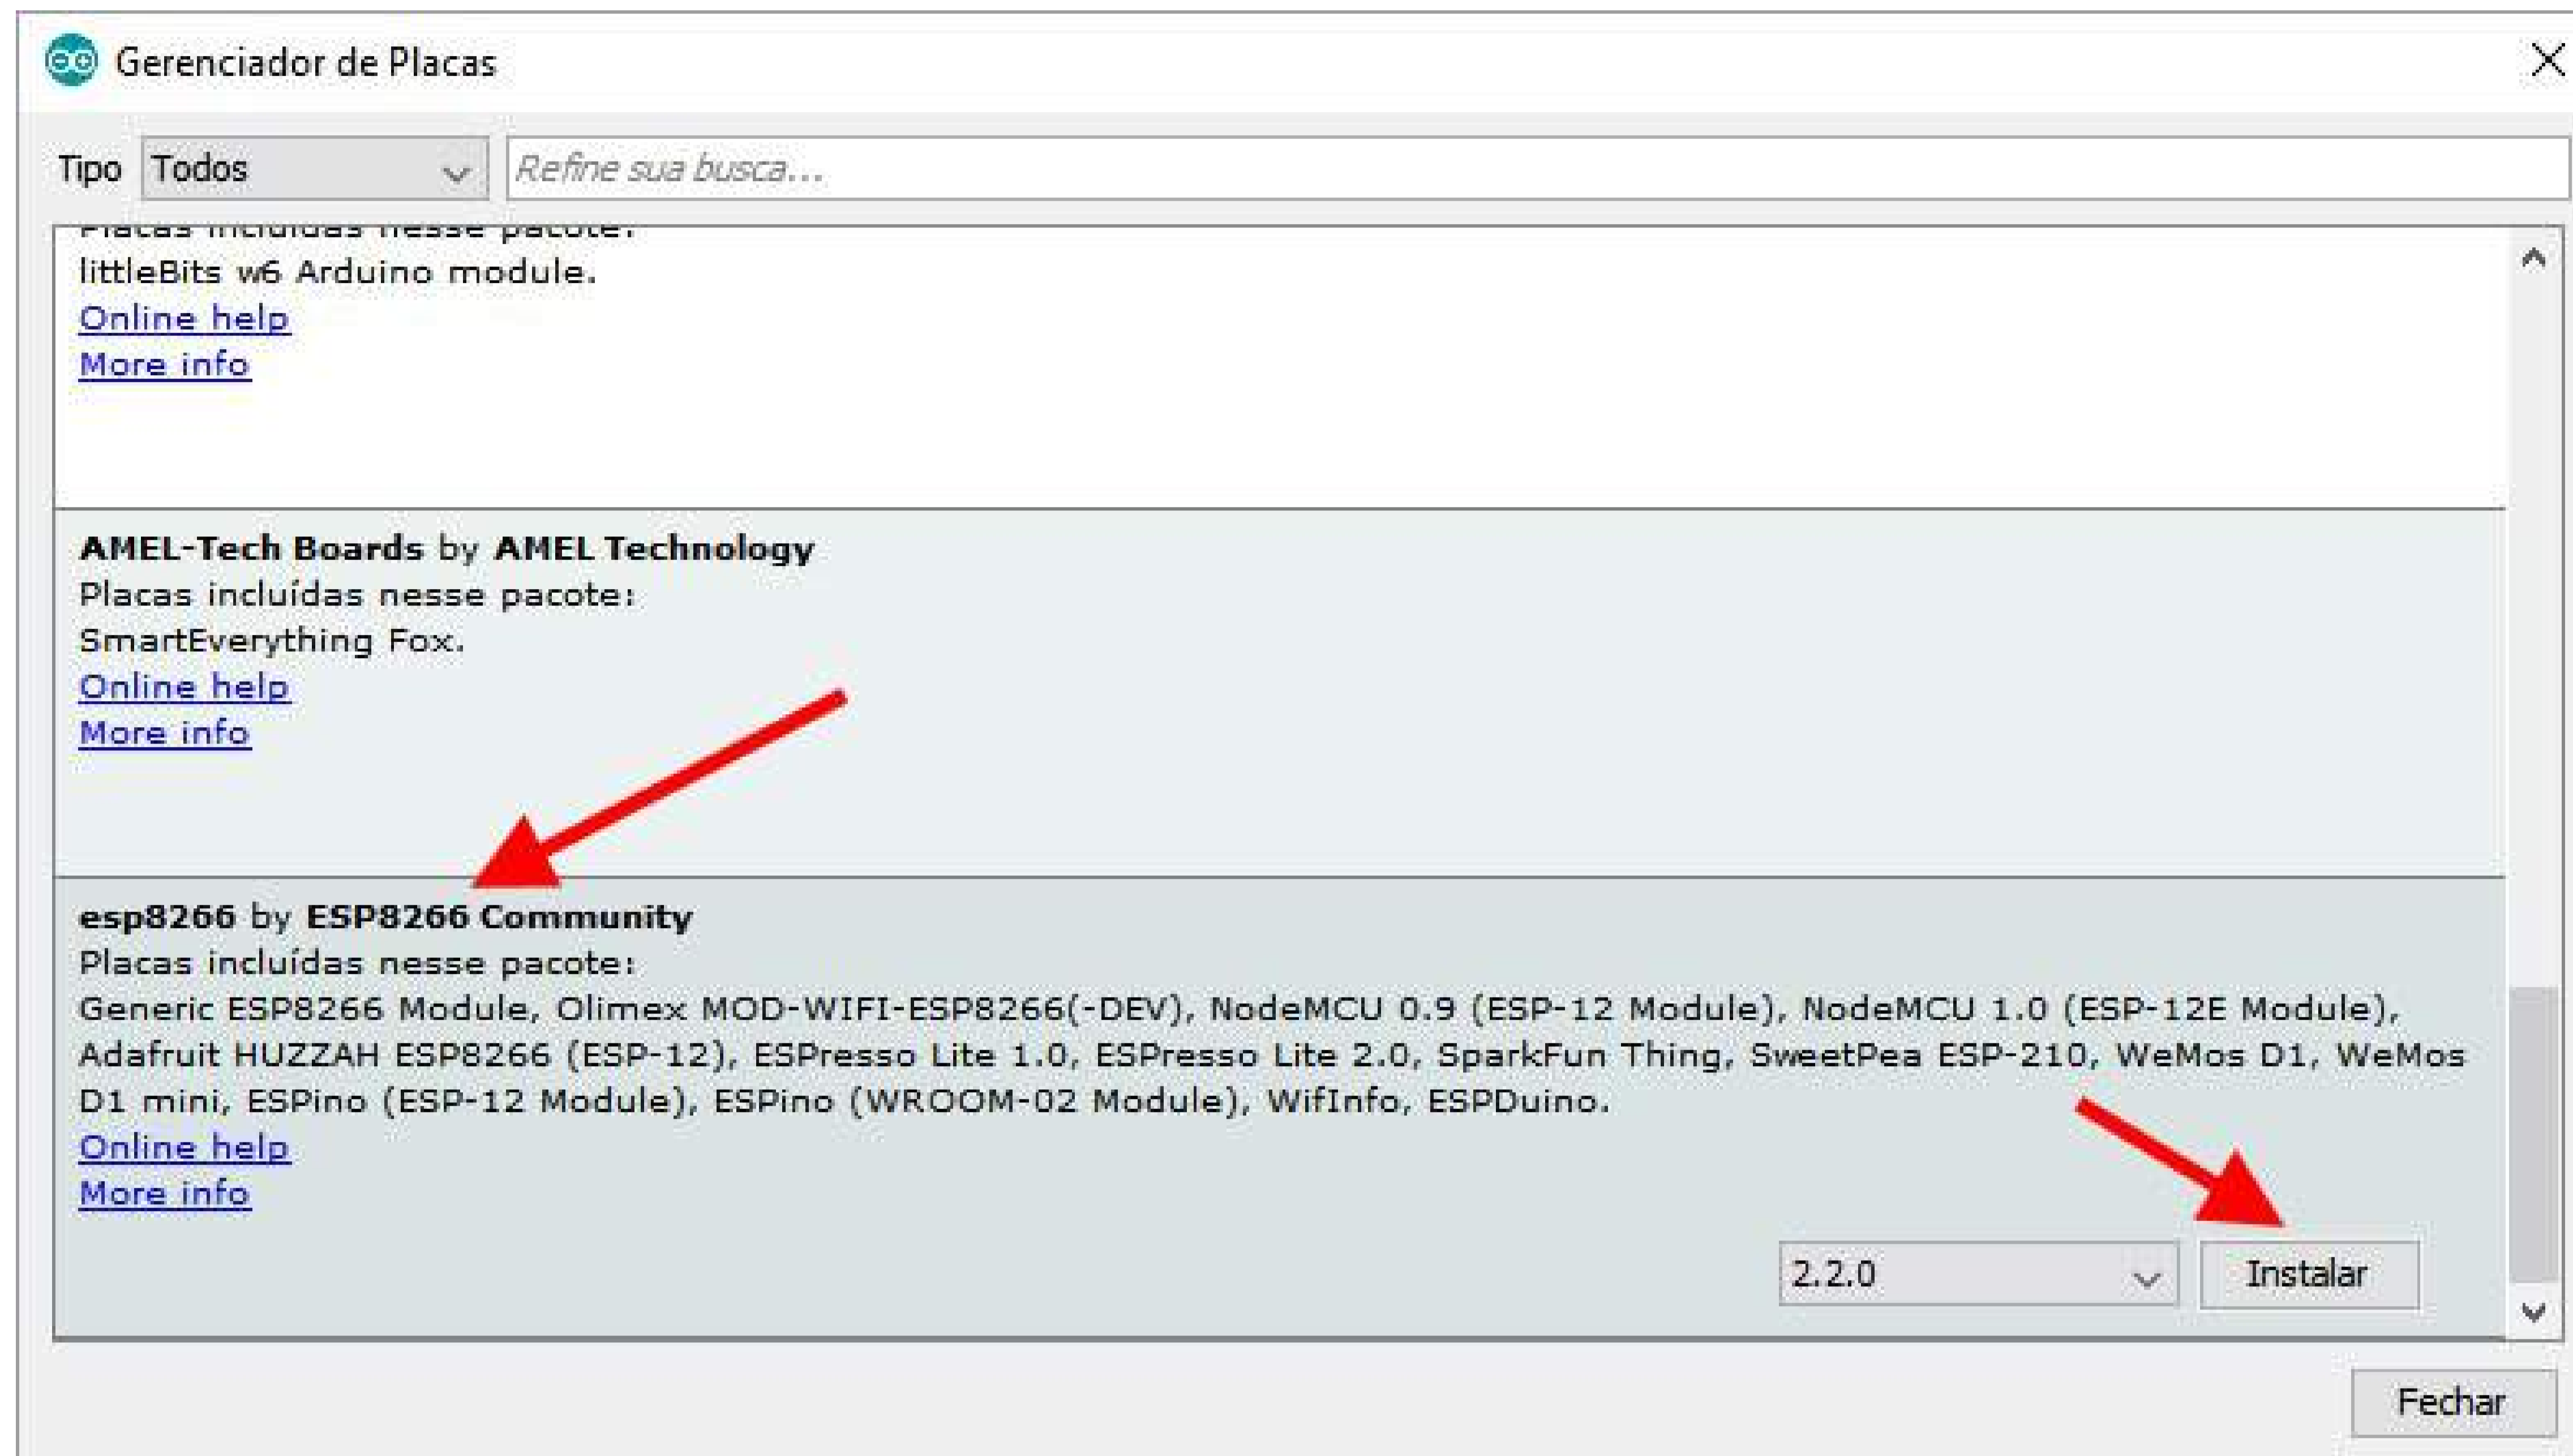 Gerenciador de Placas
Tipo Todos Refine sua busca...
Placas incluídas nesse pacote:
littleBits w6 Arduino module.
Online help
More info
AMEL-Tech Boards by AMEL Technology
Placas incluídas nesse pacote:
SmartEverything Fox.
Online help
More info
esp8266 by ESP8266 Community
Placas incluídas nesse pacote:
Generic ESP8266 Module, Olimex MOD-WIFI-ESP8266(-DEV), NodeMCU 0.9 (ESP-12 Module), NodeMCU 1.0 (ESP-12E Module),
Adafruit HUZZAH ESP8266 (ESP-12), ESPresso Lite 1.0, ESPresso Lite 2.0, SparkFun Thing, SweetPea ESP-210, WeMos D1, WeMos
D1 mini, ESPino (ESP-12 Module), ESPino (WROOM-02 Module), WifInfo, ESPDuino.
Online help
More info
2.2.0 Instalar
Fechar